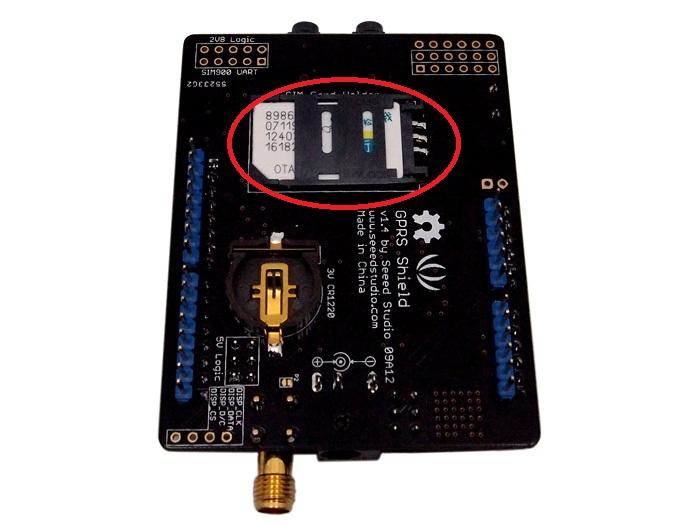 2V8 Logic
SIM900 UART
SIM Card Holder
8986
0711
1240
1618
OTA
GPRS Shield
v1.4 by Seeed Studio 09A12
www.seeedstudio.com
Made in China
3V CR1220
5V Logic
P2
DISP_CLK
DISP_DATA
DISP_D/C
DISP_CS